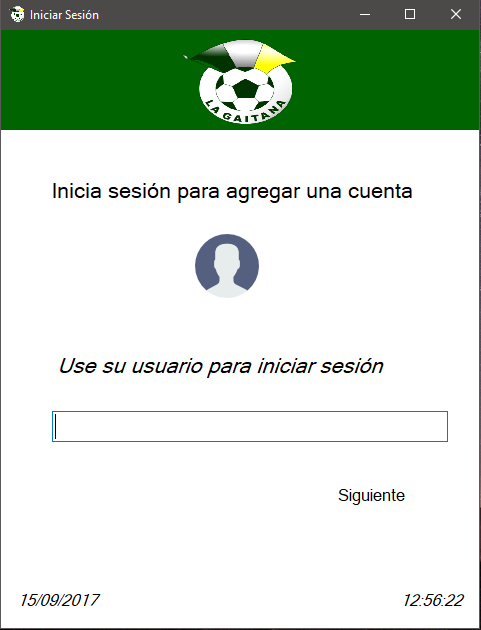 Iniciar Sesión
LA GAITANA
Inicia sesión para agregar una cuenta
Use su usuario para iniciar sesión
Siguiente
15/09/2017
12:56:22